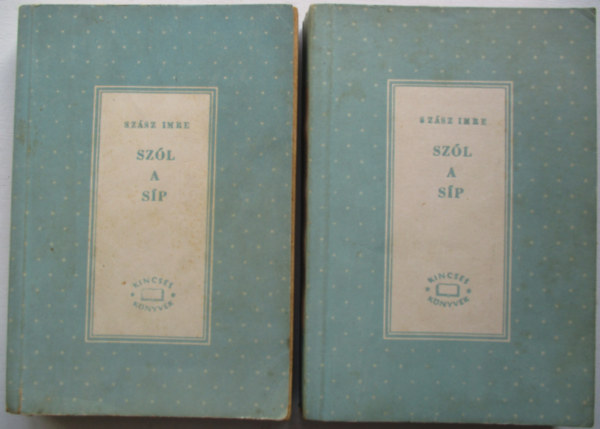 SZÁSZ IMRE
SZÓL
A
SÍP
KINCSES
KÖNYVEK
SZÁSZ IMRE
SZÓL
A
SÍP
KINCSES
KÖNYVEK